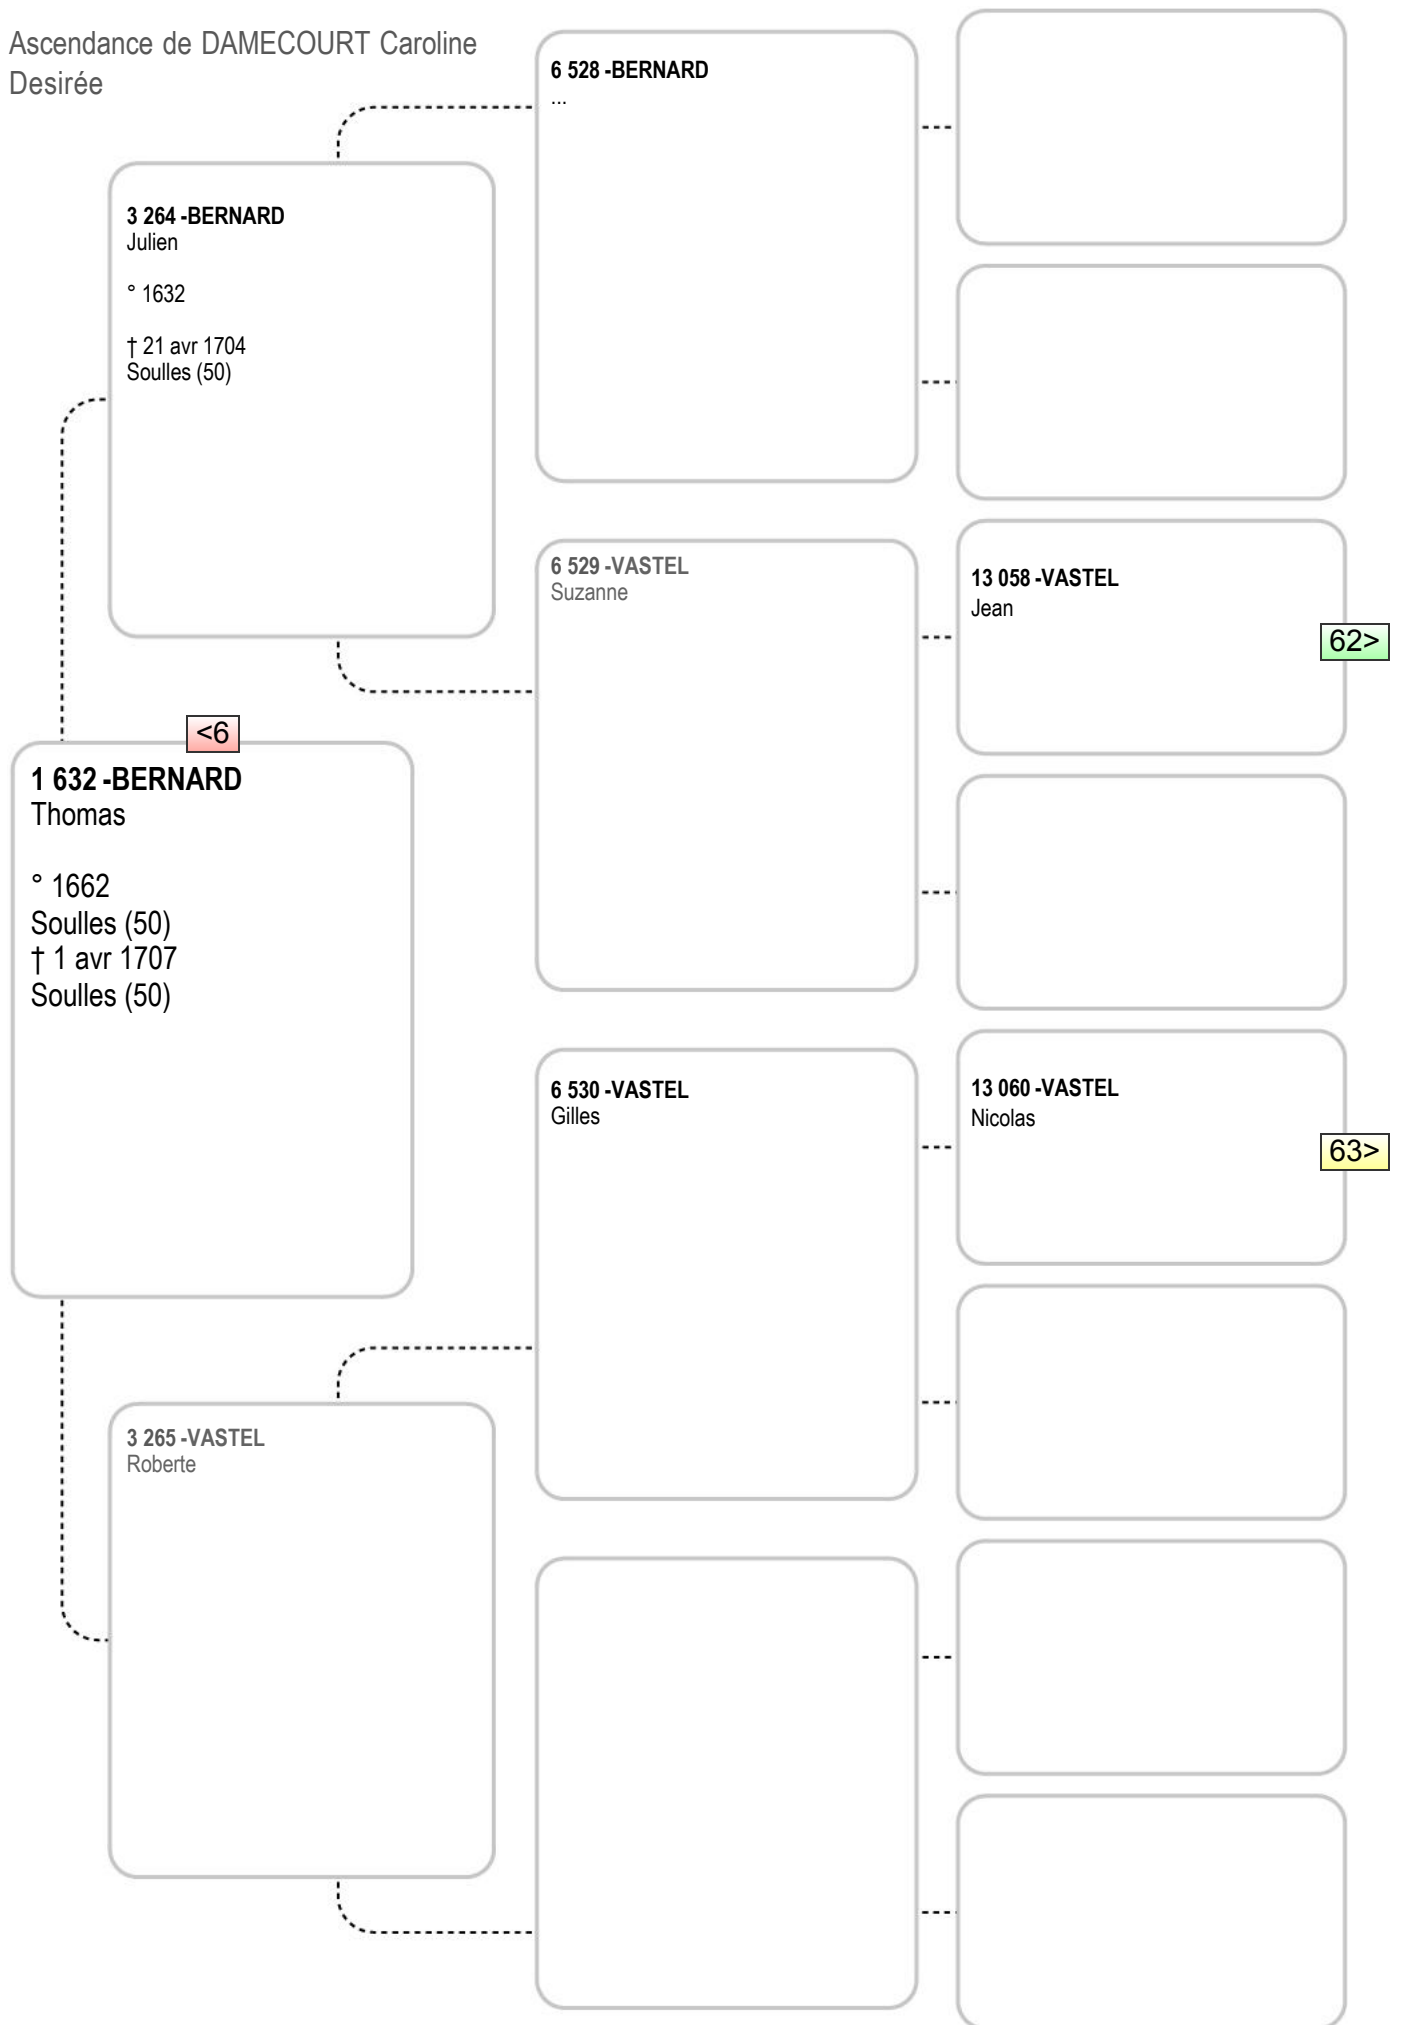 Ascendance de DAMECOURT Caroline
Desirée
6 528 -BERNARD
...
3 264 -BERNARD
Julien
° 1632
† 21 avr 1704
Soulles (50)
6 529 -VASTEL
Suzanne
13 058 -VASTEL
Jean
62>
<6
1 632 -BERNARD
Thomas
° 1662
Soulles (50)
† 1 avr 1707
Soulles (50)
6 530 -VASTEL
Gilles
13 060 -VASTEL
Nicolas
63>
3 265 -VASTEL
Roberte